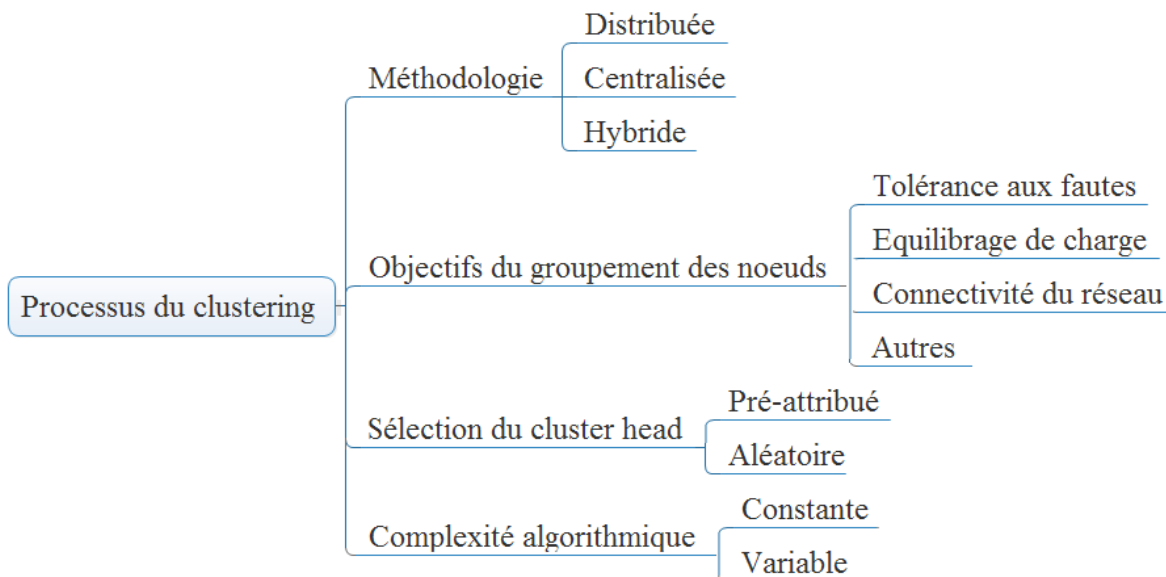 Processus du clustering
Méthodologie
Distribuée
Centralisée
Hybride
Objectifs du groupement des noeuds
Tolérance aux fautes
Equilibrage de charge
Connectivité du réseau
Autres
Sélection du cluster head
Pré-attribué
Aléatoire
Complexité algorithmique
Constante
Variable